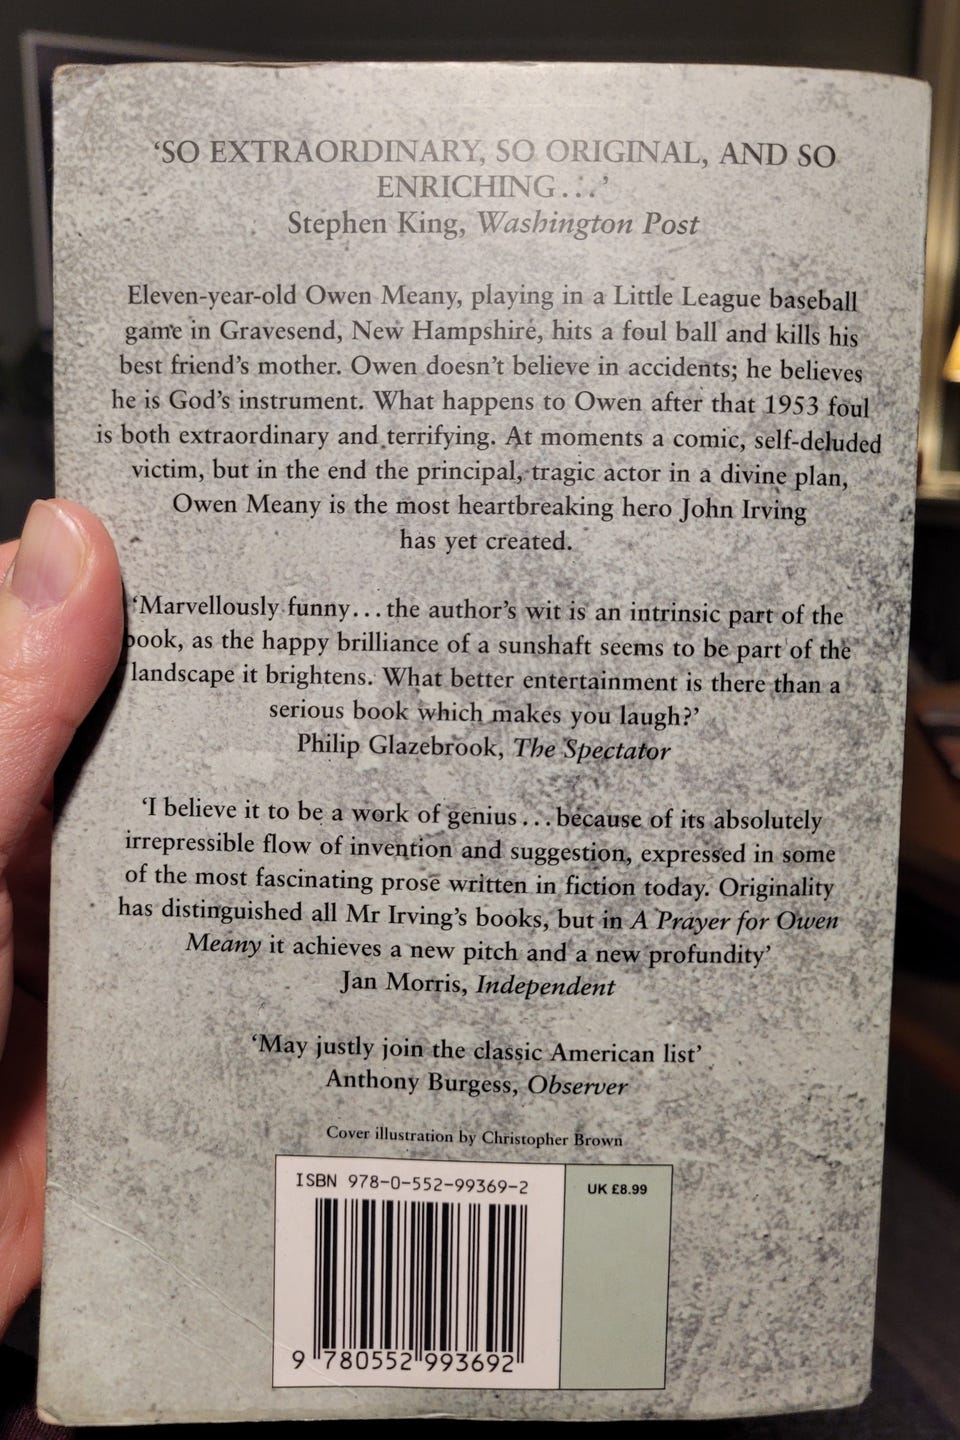 ‘SO EXTRAORDINARY, SO ORIGINAL, AND SO
ENRICHING...’
Stephen King, Washington Post
Eleven-year-old Owen Meany, playing in a Little League baseball
game in Gravesend, New Hampshire, hits a foul ball and kills his
best friend’s mother. Owen doesn’t believe in accidents; he believes
he is God’s instrument. What happens to Owen after that 1953 foul
is both extraordinary and terrifying. At moments a comic, self-deluded
victim, but in the end the principal, tragic actor in a divine plan,
Owen Meany is the most heartbreaking hero John Irving
has yet created.
‘Marvellously funny...the author’s wit is an intrinsic part of the
book, as the happy brilliance of a sunshaft seems to be part of the
landscape it brightens. What better entertainment is there than a
serious book which makes you laugh?’
Philip Glazebrook, The Spectator
‘I believe it to be a work of genius...because of its absolutely
irrepressible flow of invention and suggestion, expressed in some
of the most fascinating prose written in fiction today. Originality
has distinguished all Mr Irving’s books, but in A Prayer for Owen
Meany it achieves a new pitch and a new profundity’
Jan Morris, Independent
‘May justly join the classic American list’
Anthony Burgess, Observer
Cover illustration by Christopher Brown
ISBN 978-0-552-99369-2
UK £8.99
9 780552 993692